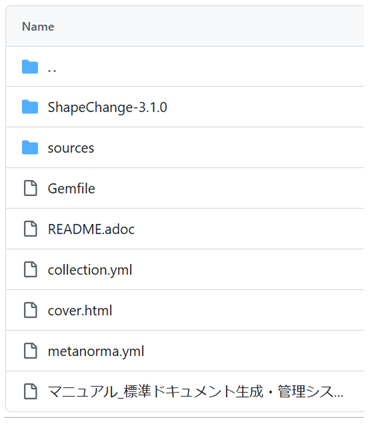 Name
..
ShapeChange-3.1.0
sources
Gemfile
README.adoc
collection.yml
cover.html
metanorma.yml
マニュアル_標準ドキュメント生成・管理シス...